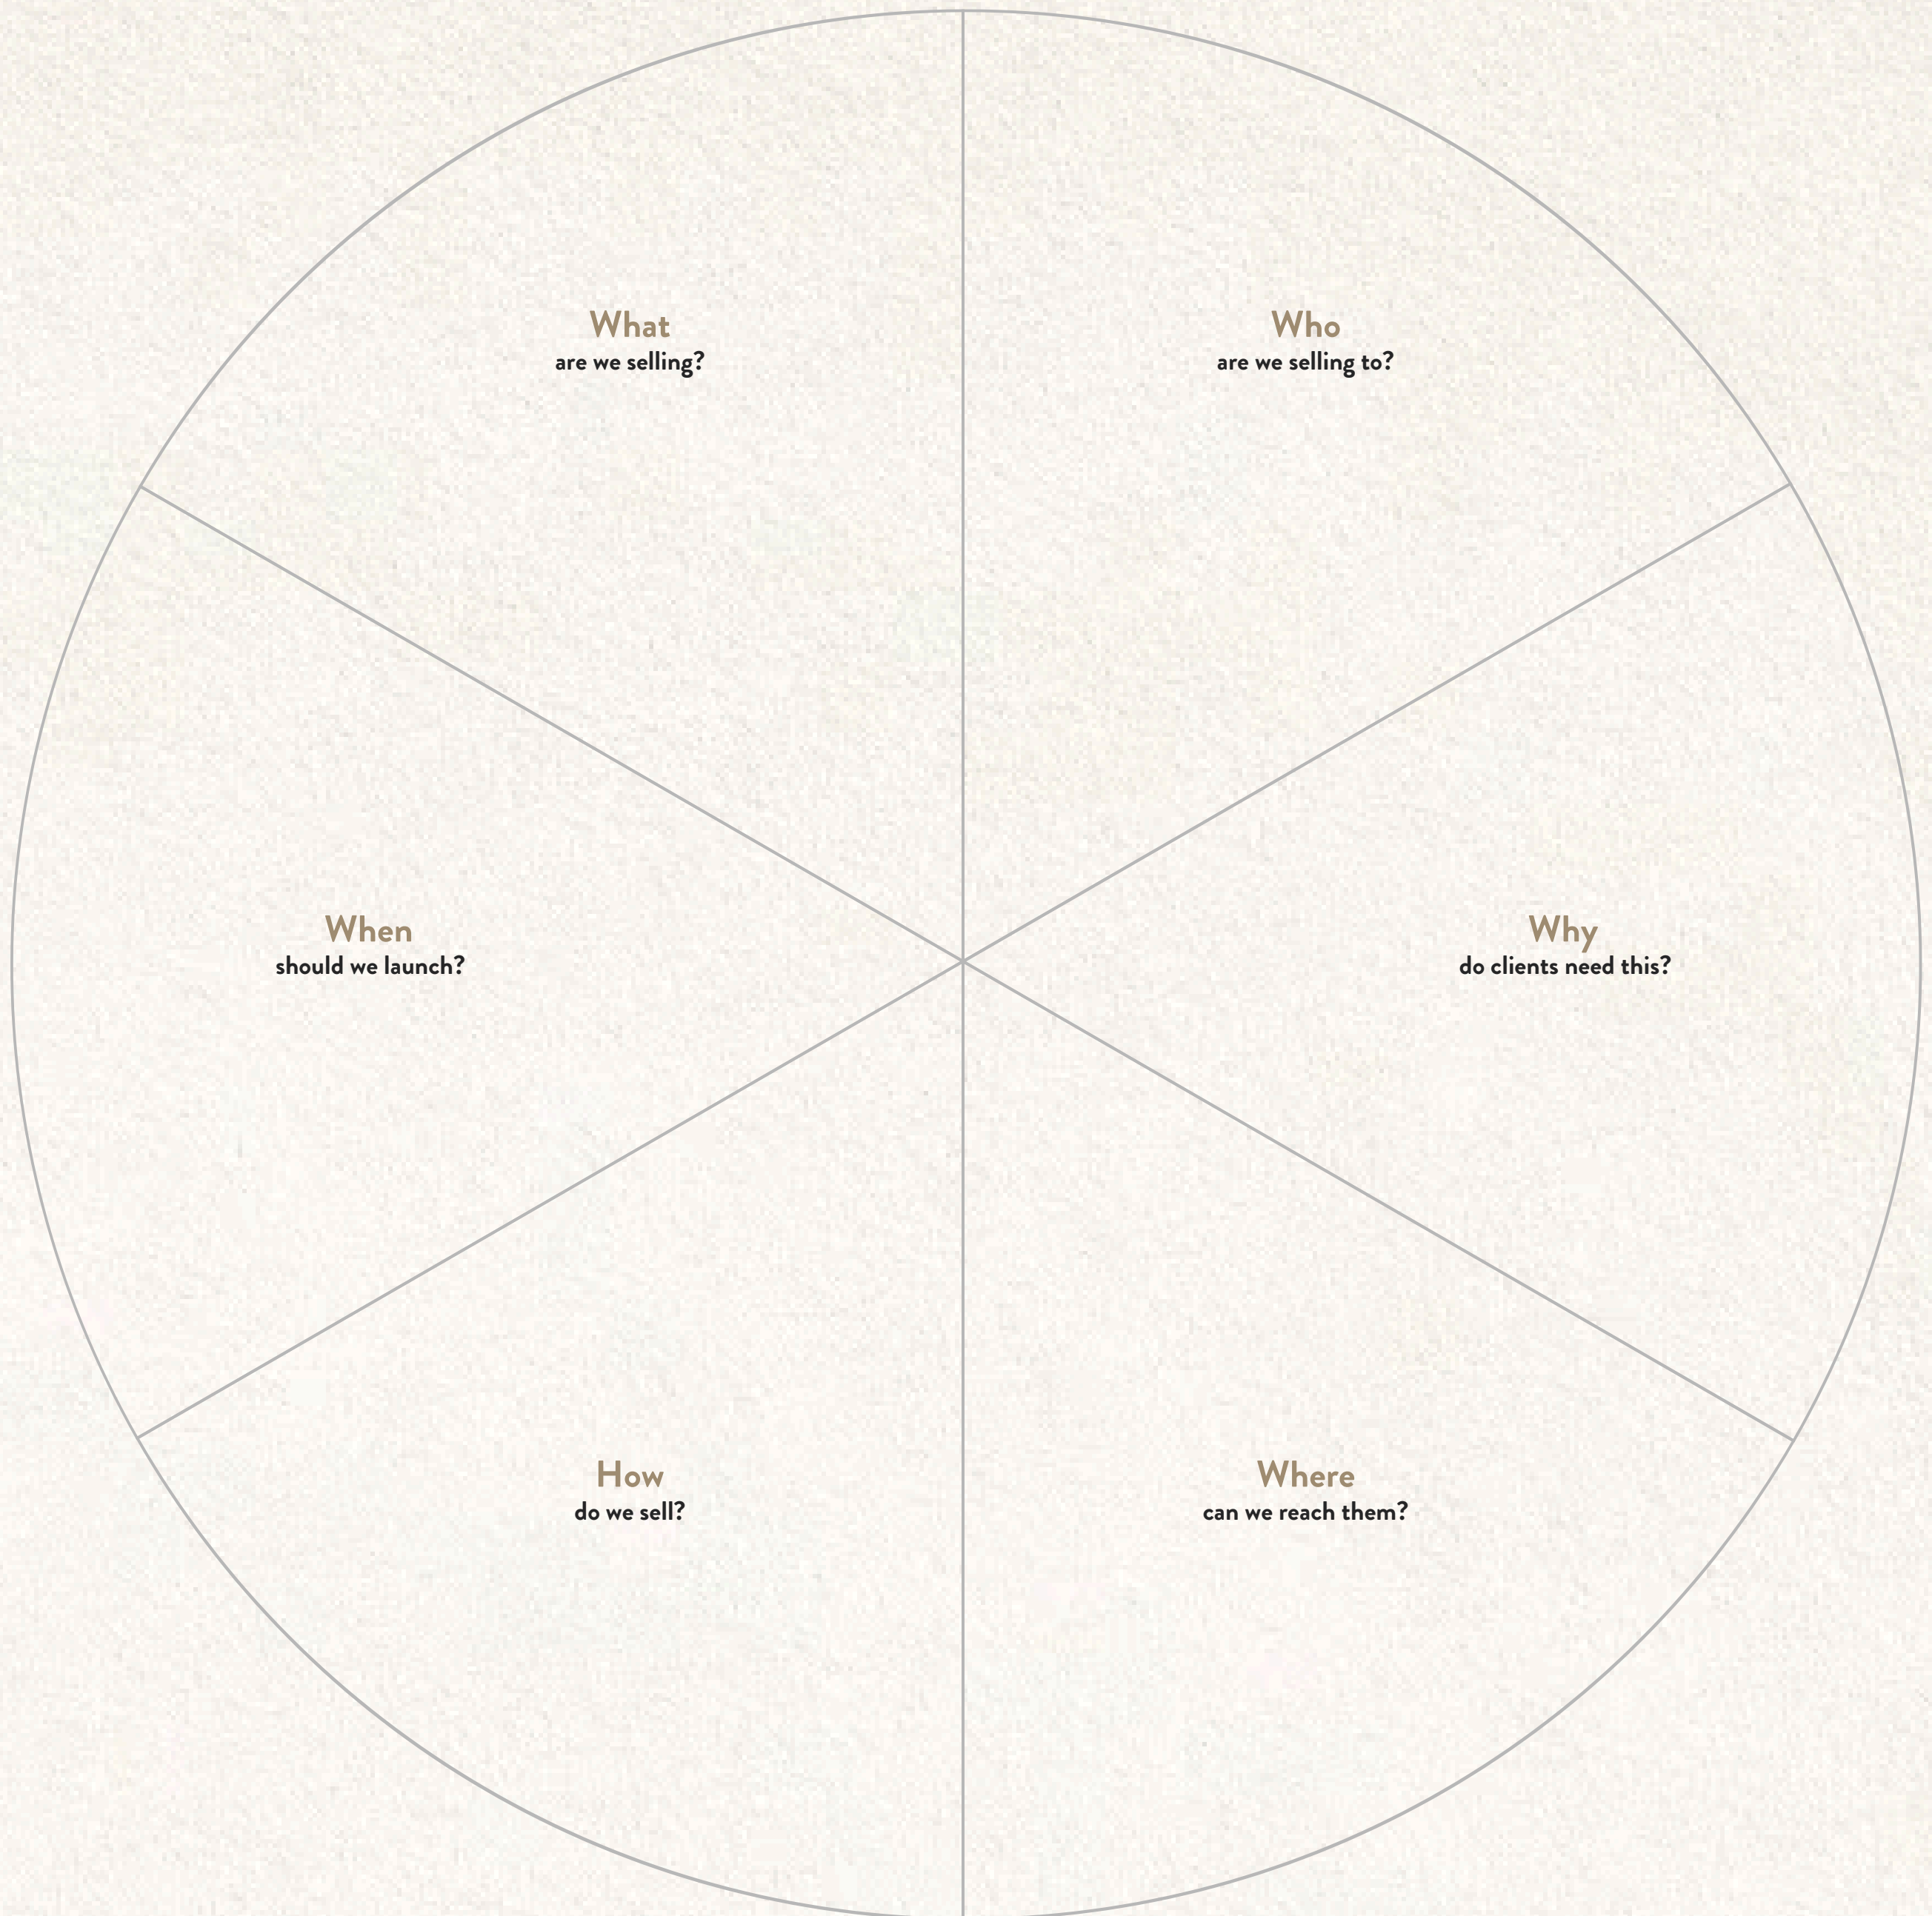 What
are we selling?
Who
are we selling to?
When
should we launch?
Why
do clients need this?
How
do we sell?
Where
can we reach them?